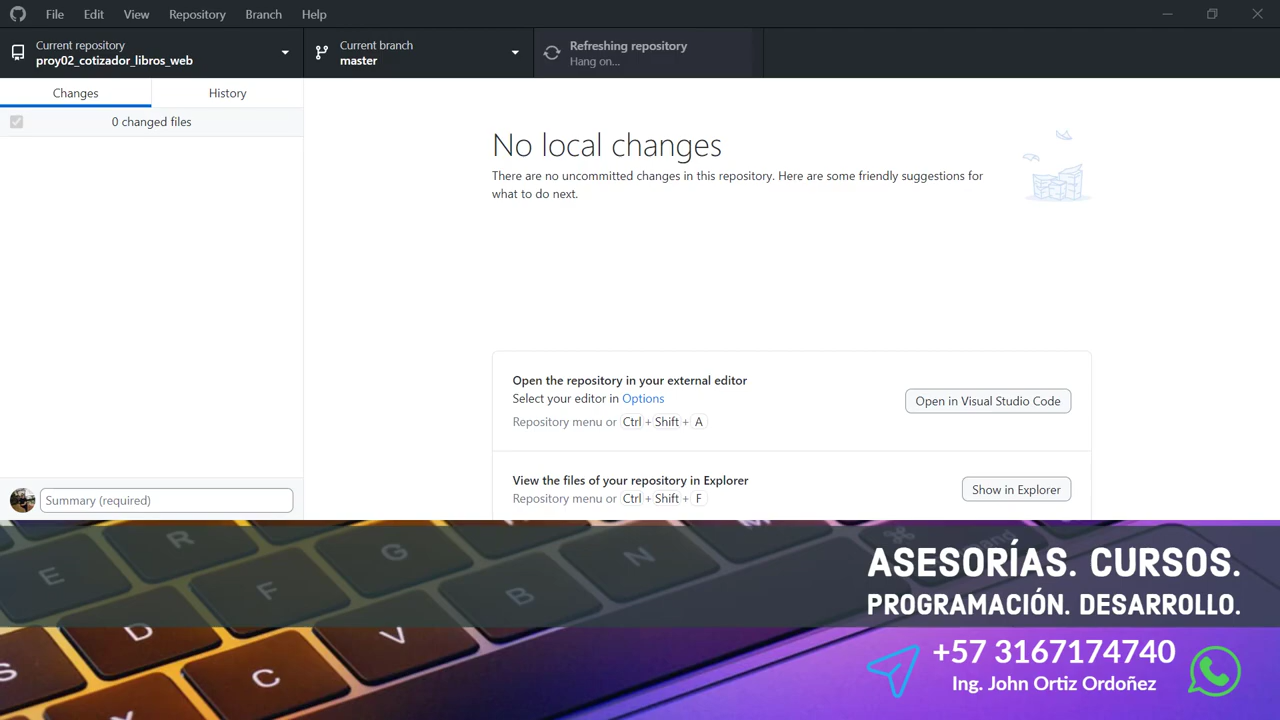 File Edit View Repository Branch Help
Current repository
proy02_cotizador_libros_web
Current branch
master
Refreshing repository
Hang on...
Changes
History
0 changed files
No local changes
There are no uncommitted changes in this repository. Here are some friendly suggestions for
what to do next.
Open the repository in your external editor
Select your editor in Options
Repository menu or Ctrl + Shift + A
Open in Visual Studio Code
View the files of your repository in Explorer
Repository menu or Ctrl + Shift + F
Show in Explorer
Summary (required)
E R F G B N D V C S
ASESORÍAS. CURSOS.
PROGRAMACIÓN. DESARROLLO.
+57 3167174740
Ing. John Ortiz Ordoñez